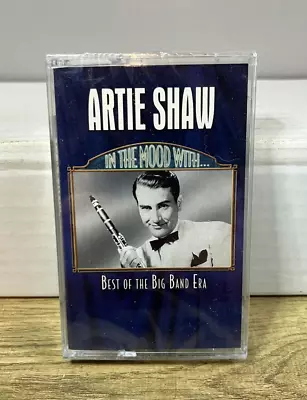 ARTIE SHAW
IN THE MOOD WITH...
BEST OF THE BIG BAND ERA